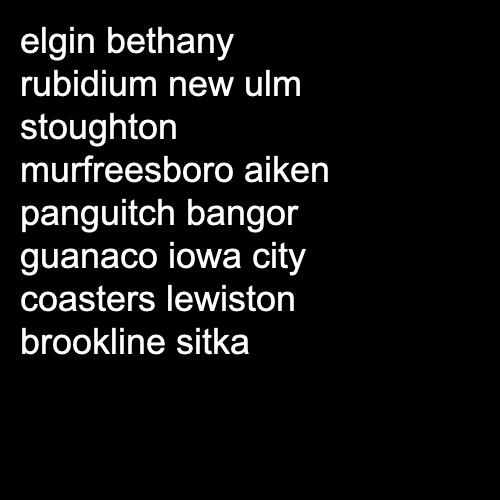 elgin bethany
rubidium new ulm
stoughton
murfreesboro aiken
panguitch bangor
guanaco iowa city
coasters lewiston
brookline sitka